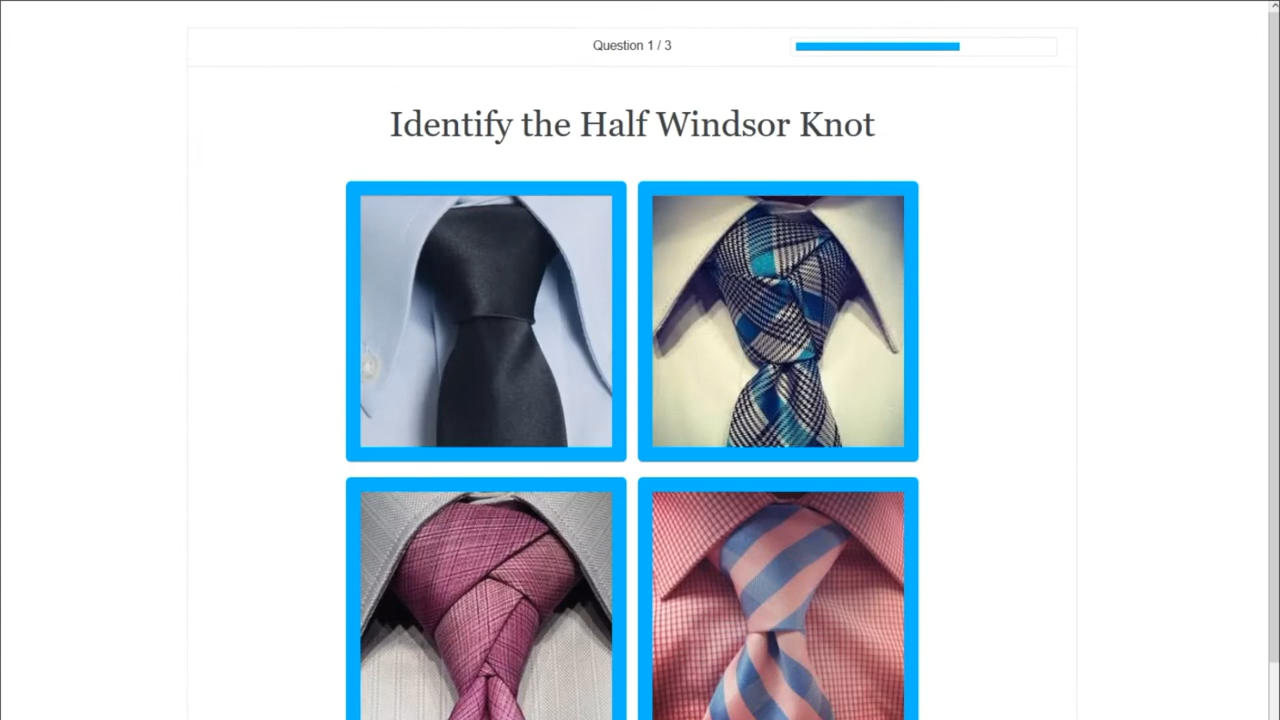 Question 1 / 3
Identify the Half Windsor Knot